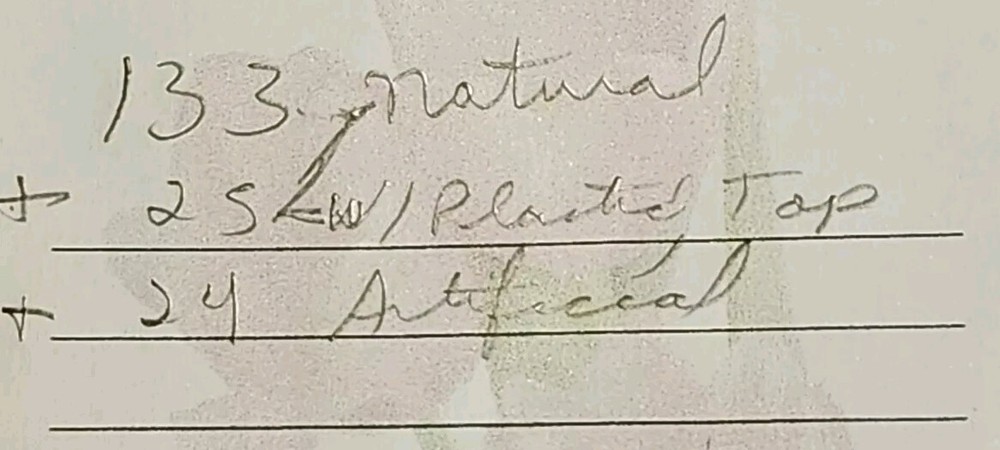 133 Natural
+ 25 w/Plastic Top
+ 24 Artificial